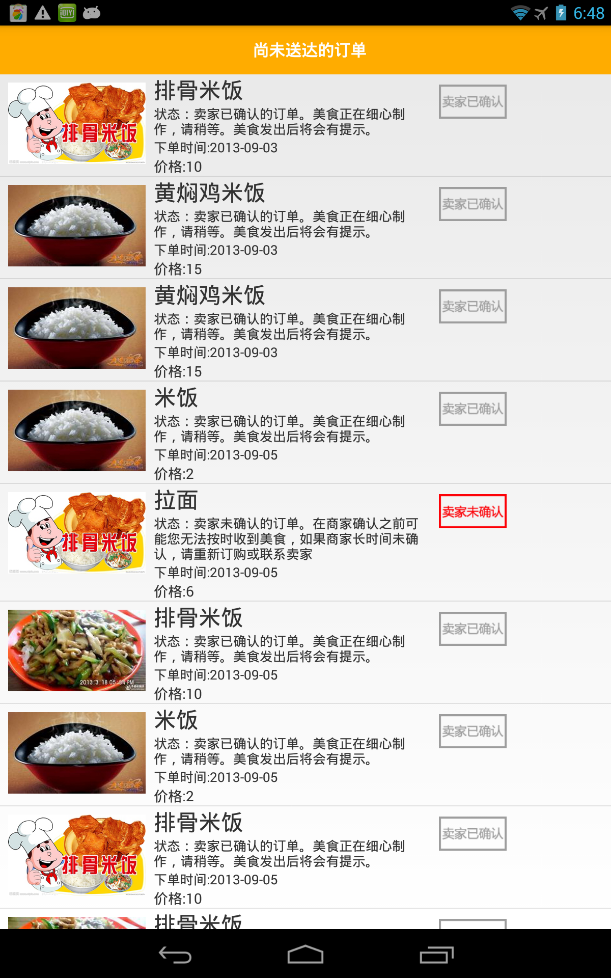 6:48
尚未送达的订单
排骨米饭
卖家已确认
状态：卖家已确认的订单。美食正在细心制
作，请稍等。美食发出后将会有提示。
下单时间:2013-09-03
价格:10
排骨米饭
黄焖鸡米饭
卖家已确认
状态：卖家已确认的订单。美食正在细心制
作，请稍等。美食发出后将会有提示。
下单时间:2013-09-03
价格:15
黄焖鸡米饭
卖家已确认
状态：卖家已确认的订单。美食正在细心制
作，请稍等。美食发出后将会有提示。
下单时间:2013-09-03
价格:15
米饭
卖家已确认
状态：卖家已确认的订单。美食正在细心制
作，请稍等。美食发出后将会有提示。
下单时间:2013-09-05
价格:2
拉面
卖家未确认
状态：卖家未确认的订单。在商家确认之前可
能您无法按时收到美食，如果商家长时间未确
认，请重新订购或联系卖家
下单时间:2013-09-05
价格:6
排骨米饭
排骨米饭
卖家已确认
状态：卖家已确认的订单。美食正在细心制
作，请稍等。美食发出后将会有提示。
下单时间:2013-09-05
价格:10
米饭
卖家已确认
状态：卖家已确认的订单。美食正在细心制
作，请稍等。美食发出后将会有提示。
下单时间:2013-09-05
价格:2
排骨米饭
卖家已确认
状态：卖家已确认的订单。美食正在细心制
作，请稍等。美食发出后将会有提示。
下单时间:2013-09-05
价格:10
排骨米饭
排骨米饭